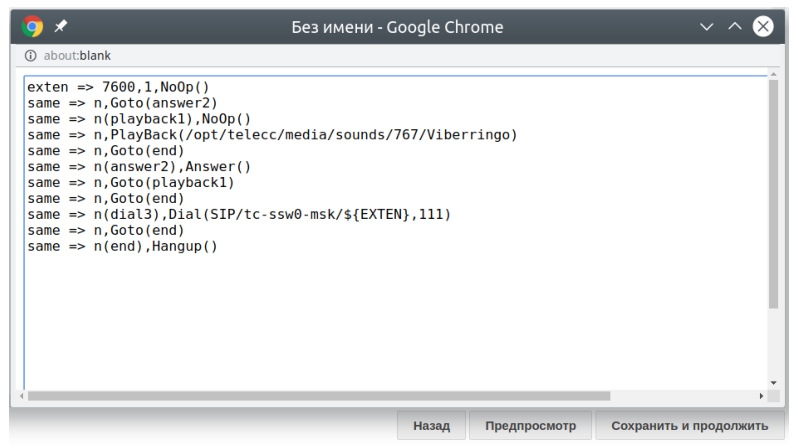 Без имени - Google Chrome
about:blank
exten => 7600,1,NoOp()
same => n,Goto(answer2)
same => n(playback1),NoOp()
same => n,PlayBack(/opt/telecc/media/sounds/767/Viberringo)
same => n,Goto(end)
same => n(answer2),Answer()
same => n,Goto(playback1)
same => n,Goto(end)
same => n(dial3),Dial(SIP/tc-ssw0-msk/${EXTEN},111)
same => n,Goto(end)
same => n(end),Hangup()
Назад Предпросмотр Сохранить и продолжить